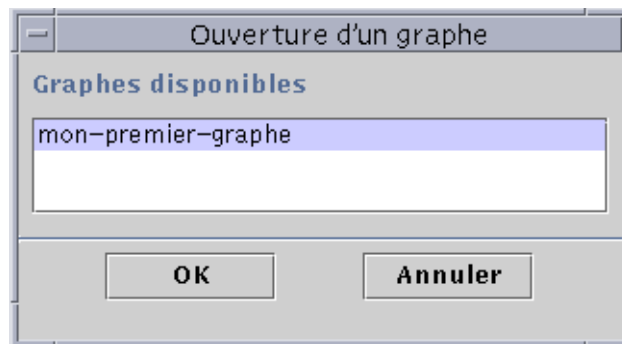 Ouverture d'un graphe
Graphes disponibles
mon-premier-graphe
OK
Annuler